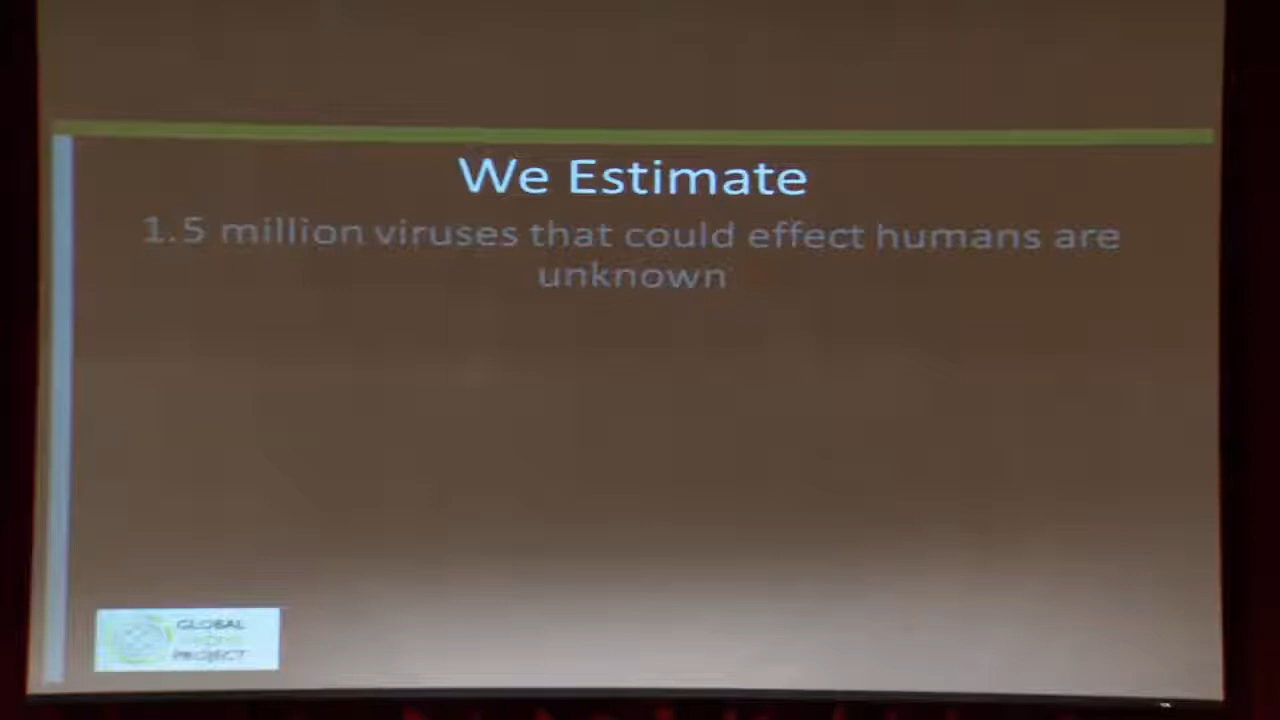 We Estimate
1.5 million viruses that could effect humans are
unknown
GLOBAL
PROJECT